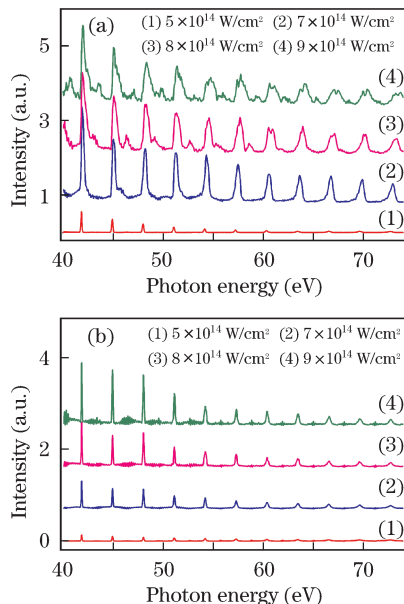 (a)
(1) 5×10¹⁴ W/cm² (2) 7×10¹⁴ W/cm²
(3) 8×10¹⁴ W/cm² (4) 9×10¹⁴ W/cm²
5
3
1
Intensity (a.u.)
(4)
(3)
(2)
(1)
40 50 60 70
Photon energy (eV)
(b)
(1) 5×10¹⁴ W/cm² (2) 7×10¹⁴ W/cm²
(3) 8×10¹⁴ W/cm² (4) 9×10¹⁴ W/cm²
4
2
0
Intensity (a.u.)
(4)
(3)
(2)
(1)
40 50 60 70
Photon energy (eV)